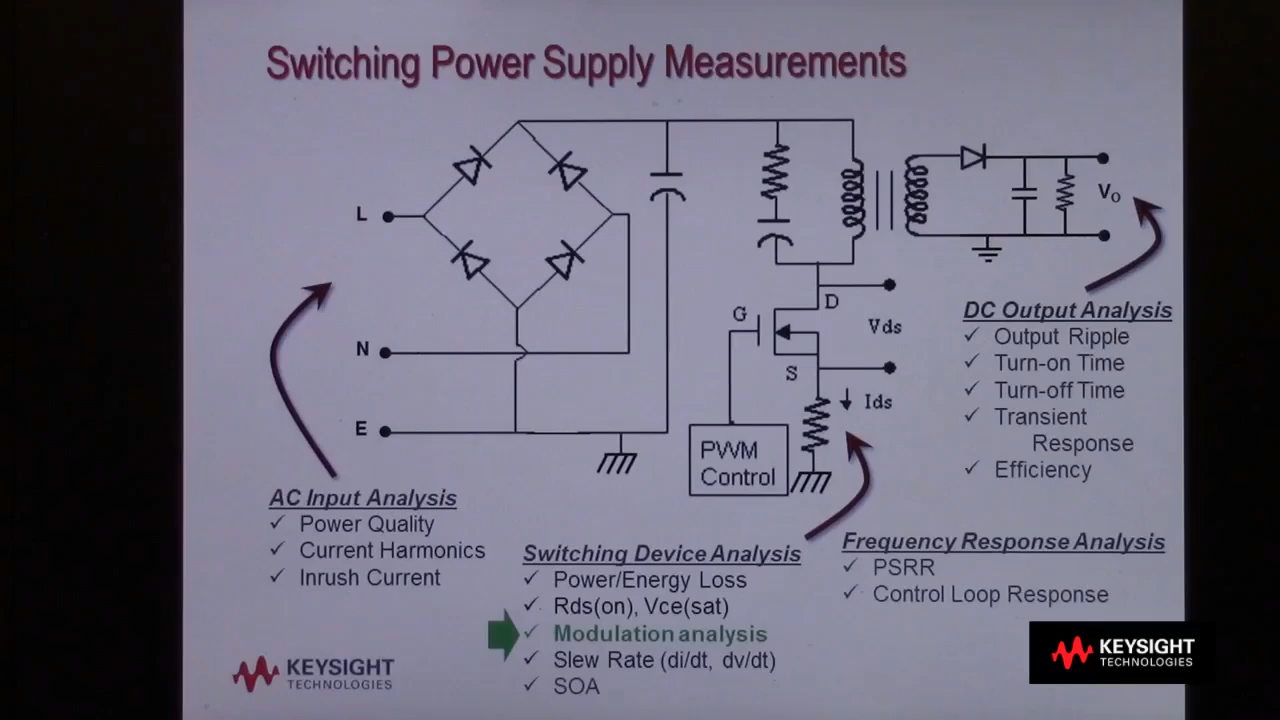 Switching Power Supply Measurements
L
N
E
G
D
S
Vds
Ids
Vo
PWM
Control
AC Input Analysis
✓ Power Quality
✓ Current Harmonics
✓ Inrush Current
Switching Device Analysis
✓ Power/Energy Loss
✓ Rds(on), Vce(sat)
✓ Modulation analysis
✓ Slew Rate (di/dt, dv/dt)
✓ SOA
DC Output Analysis
✓ Output Ripple
✓ Turn-on Time
✓ Turn-off Time
✓ Transient
Response
✓ Efficiency
Frequency Response Analysis
✓ PSRR
✓ Control Loop Response
KEYSIGHT
TECHNOLOGIES
KEYSIGHT
TECHNOLOGIES